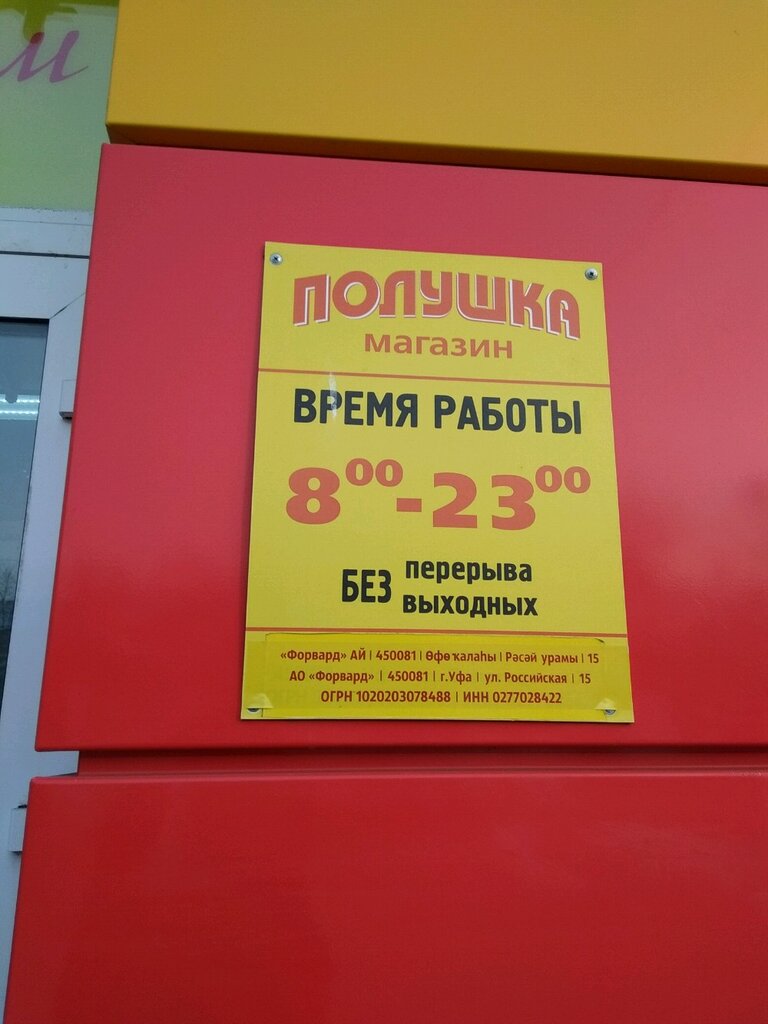 м
ПОЛУШКА
магазин
ВРЕМЯ РАБОТЫ
8⁰⁰-23⁰⁰
БЕЗ перерыва
выходных
«Форвард» АЙ | 450081 | Өфө ҡалаһы | Рәсәй урамы | 15
АО «Форвард» | 450081 | г.Уфа | ул. Российская | 15
ОГРН 1020203078488 | ИНН 0277028422